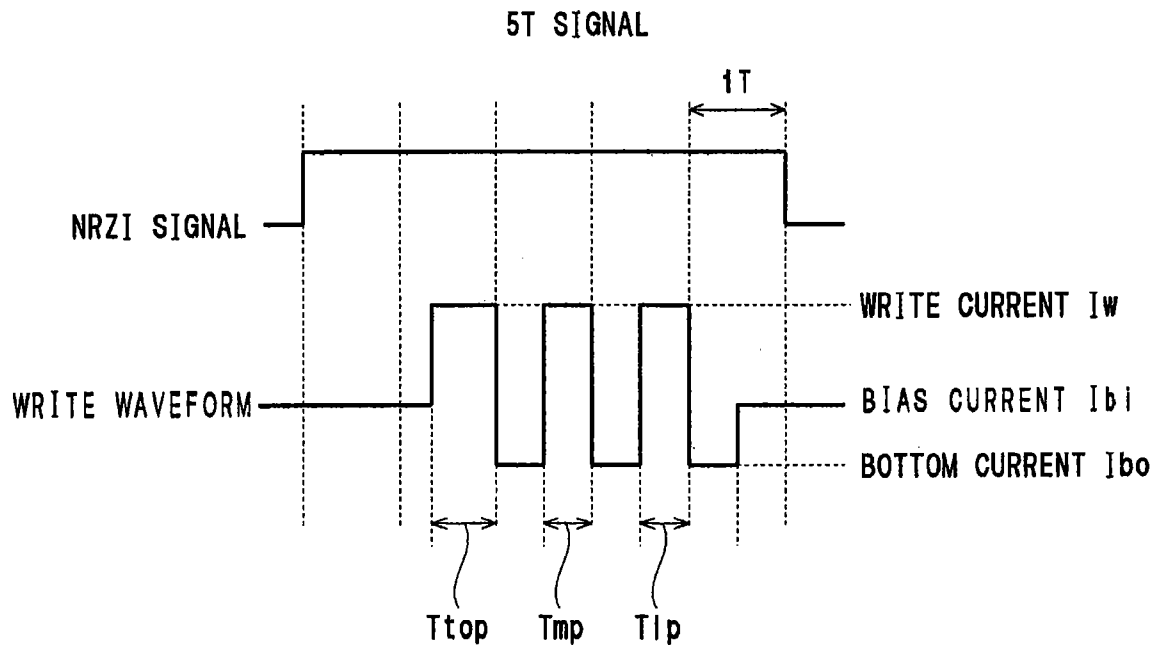 5T SIGNAL
1T
NRZI SIGNAL
WRITE CURRENT Iw
WRITE WAVEFORM
BIAS CURRENT Ibi
BOTTOM CURRENT Ibo
Ttop
Tmp
Tlp